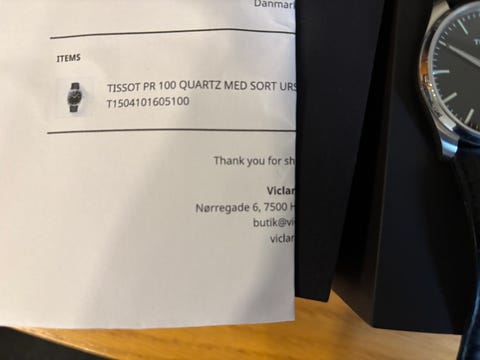 Danmark
ITEMS
TISSOT PR 100 QUARTZ MED SORT URS
T1504101605100
Thank you for sh
Viclar
Nørregade 6, 7500 H
butik@vi
viclar